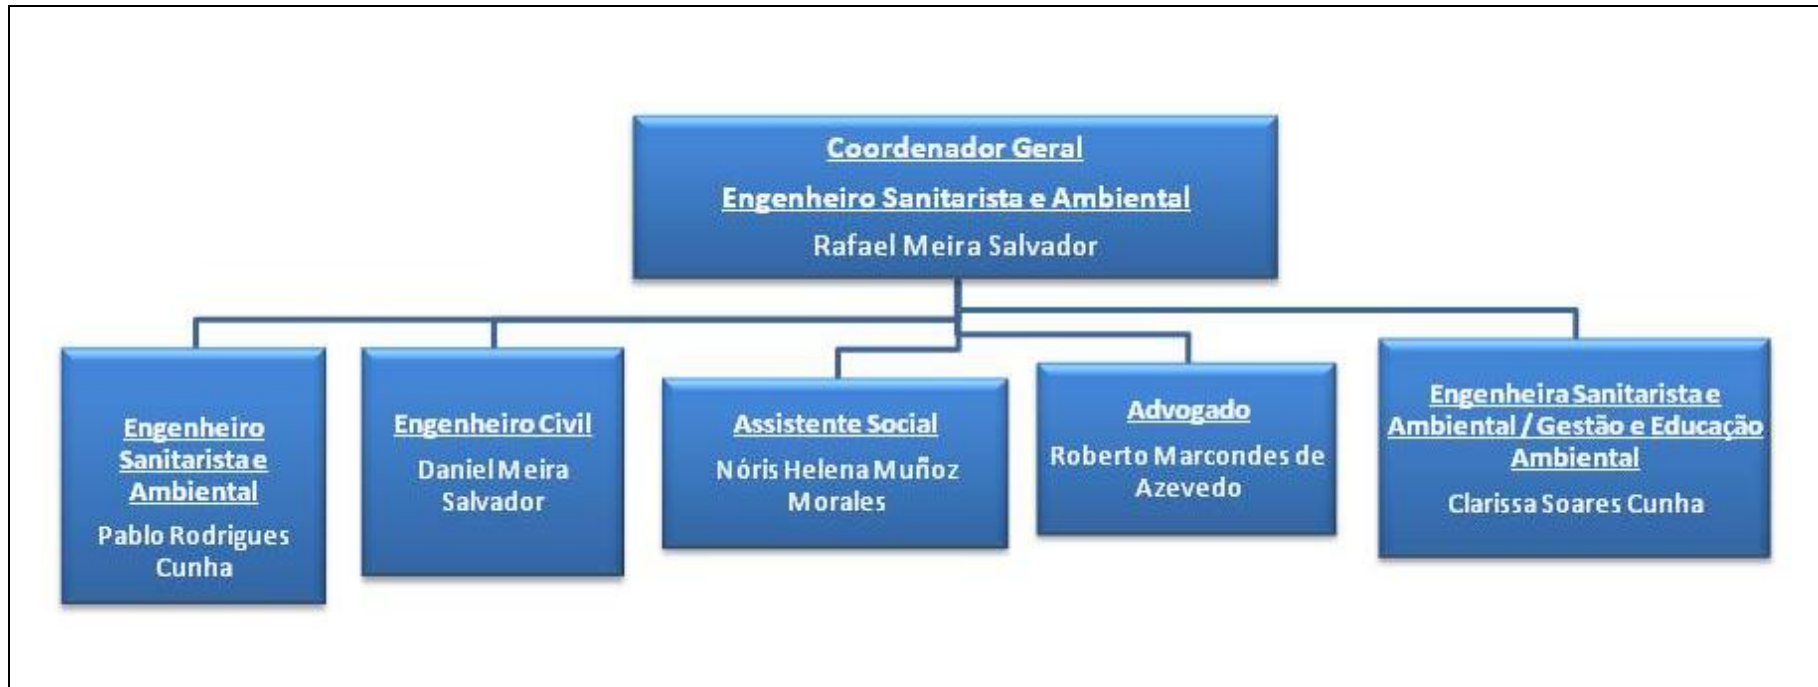 Coordenador Geral
Engenheiro Sanitarista e Ambiental
Rafael Meira Salvador
Engenheiro
Sanitarista e
Ambiental
Pablo Rodrigues
Cunha
Engenheiro Civil
Daniel Meira
Salvador
Assistente Social
Nóris Helena Muñoz
Morales
Advogado
Roberto Marcondes de
Azevedo
Engenheira Sanitarista e
Ambiental / Gestão e Educação
Ambiental
Clarissa Soares Cunha